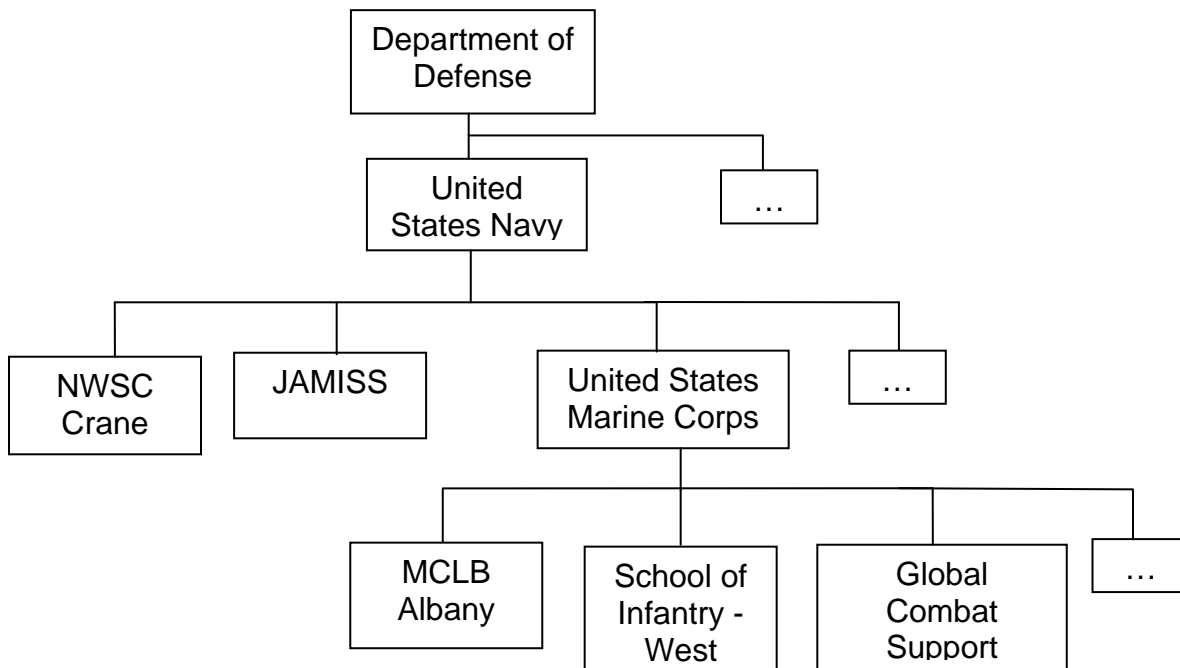 Department of
Defense
United
States Navy
…
NWSC
Crane
JAMISS
United States
Marine Corps
…
MCLB
Albany
School of
Infantry -
West
Global
Combat
Support
…